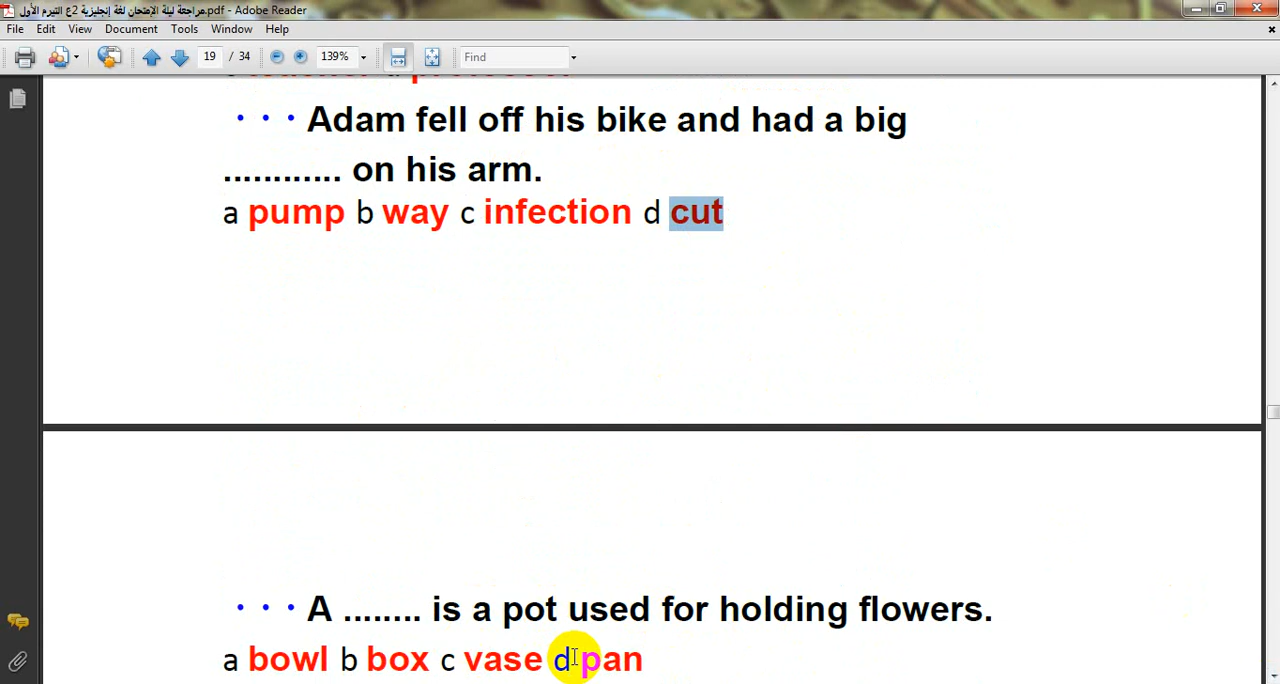 مراجعة ليلة الإمتحان لغة إنجليزية 2ع التيرم الأول.pdf - Adobe Reader
File Edit View Document Tools Window Help
19 / 34 139% Find
... Adam fell off his bike and had a big
............ on his arm.
a pump b way c infection d cut
... A ........ is a pot used for holding flowers.
a bowl b box c vase d pan